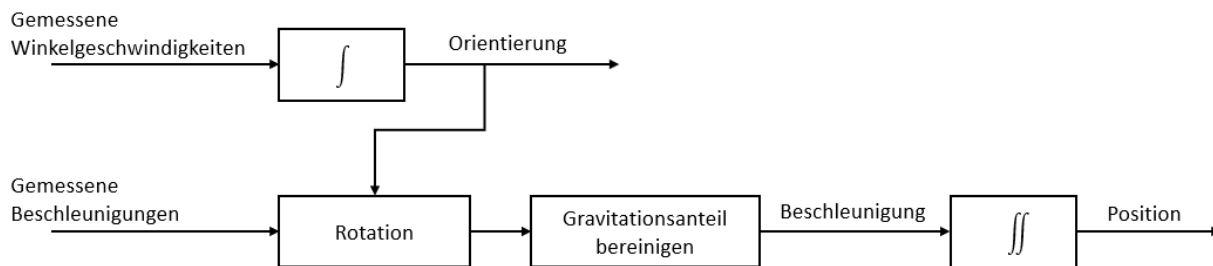 Gemessene
Winkelgeschwindigkeiten
∫
Orientierung
Gemessene
Beschleunigungen
Rotation
Gravitationsanteil
bereinigen
Beschleunigung
∬
Position